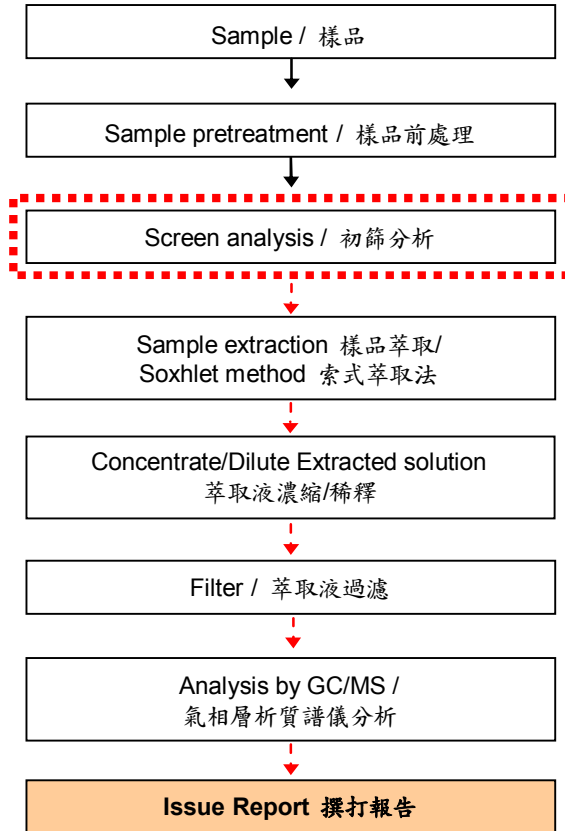 Sample / 樣品
Sample pretreatment / 樣品前處理
Screen analysis / 初篩分析
Sample extraction 樣品萃取/
Soxhlet method 索式萃取法
Concentrate/Dilute Extracted solution
萃取液濃縮/稀釋
Filter / 萃取液過濾
Analysis by GC/MS /
氣相層析質譜儀分析
Issue Report 撰打報告